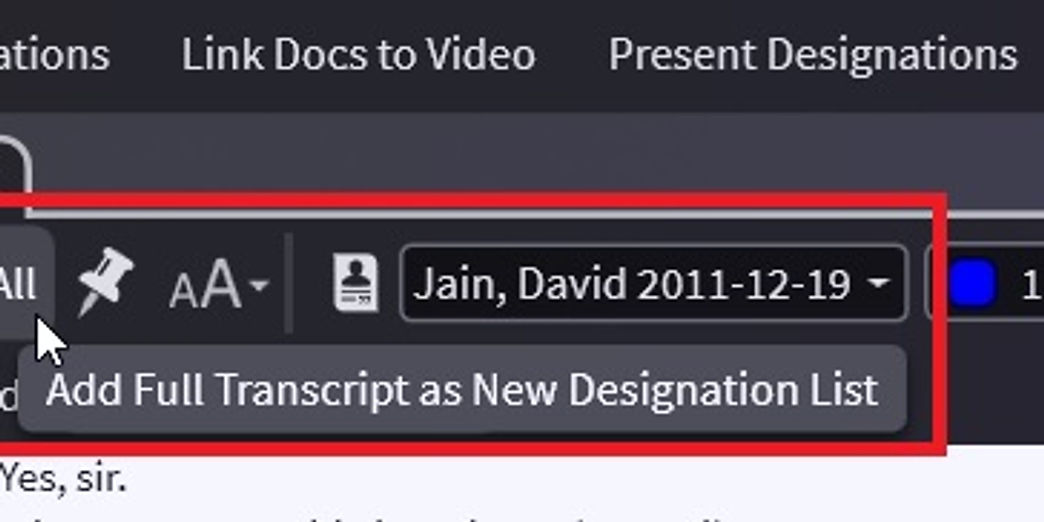 ations Link Docs to Video Present Designations
All AA Jain, David 2011-12-19 1
Add Full Transcript as New Designation List
Yes, sir.